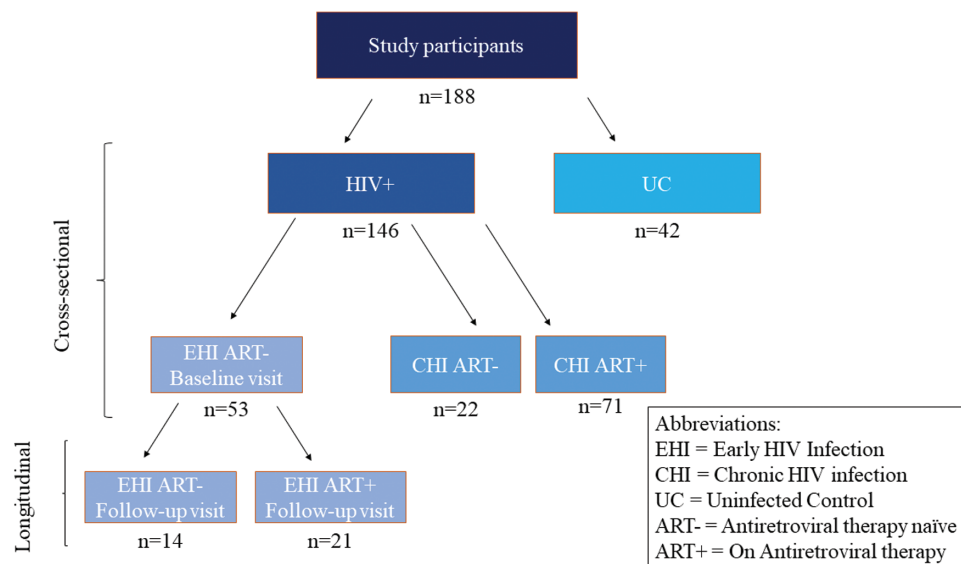 Study participants
n=188
HIV+
n=146
UC
n=42
Cross-sectional
EHI ART-
Baseline visit
n=53
CHI ART-
n=22
CHI ART+
n=71
Longitudinal
EHI ART-
Follow-up visit
n=14
EHI ART+
Follow-up visit
n=21
Abbreviations:
EHI = Early HIV Infection
CHI = Chronic HIV infection
UC = Uninfected Control
ART- = Antiretroviral therapy naïve
ART+ = On Antiretroviral therapy